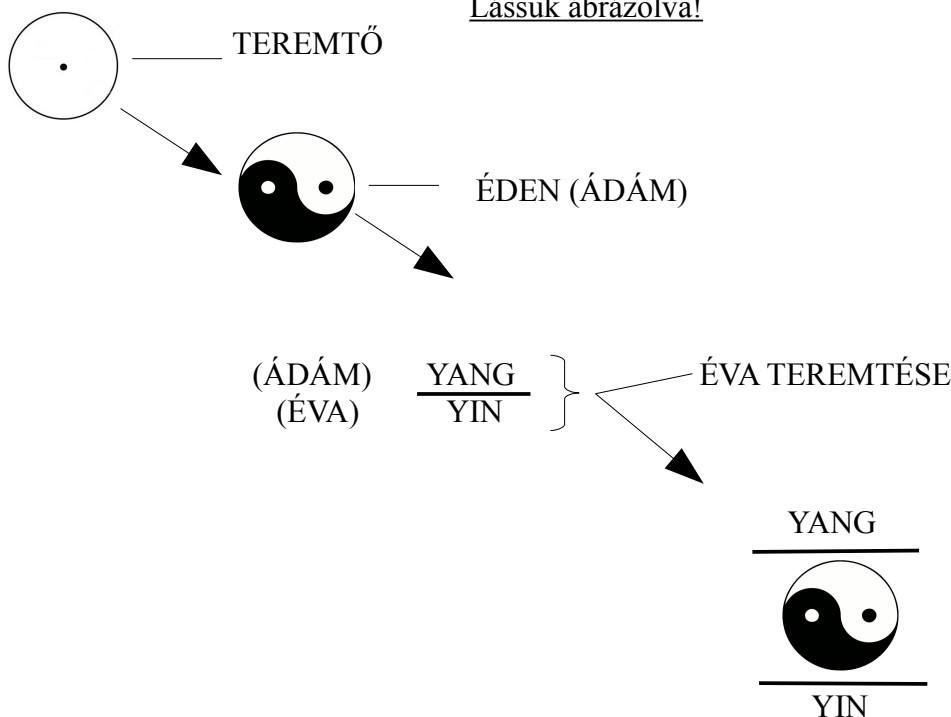 Lássuk ábrázolva!
TEREMTŐ
ÉDEN (ÁDÁM)
(ÁDÁM) YANG
(ÉVA) YIN
ÉVA TEREMTÉSE
YANG
YIN